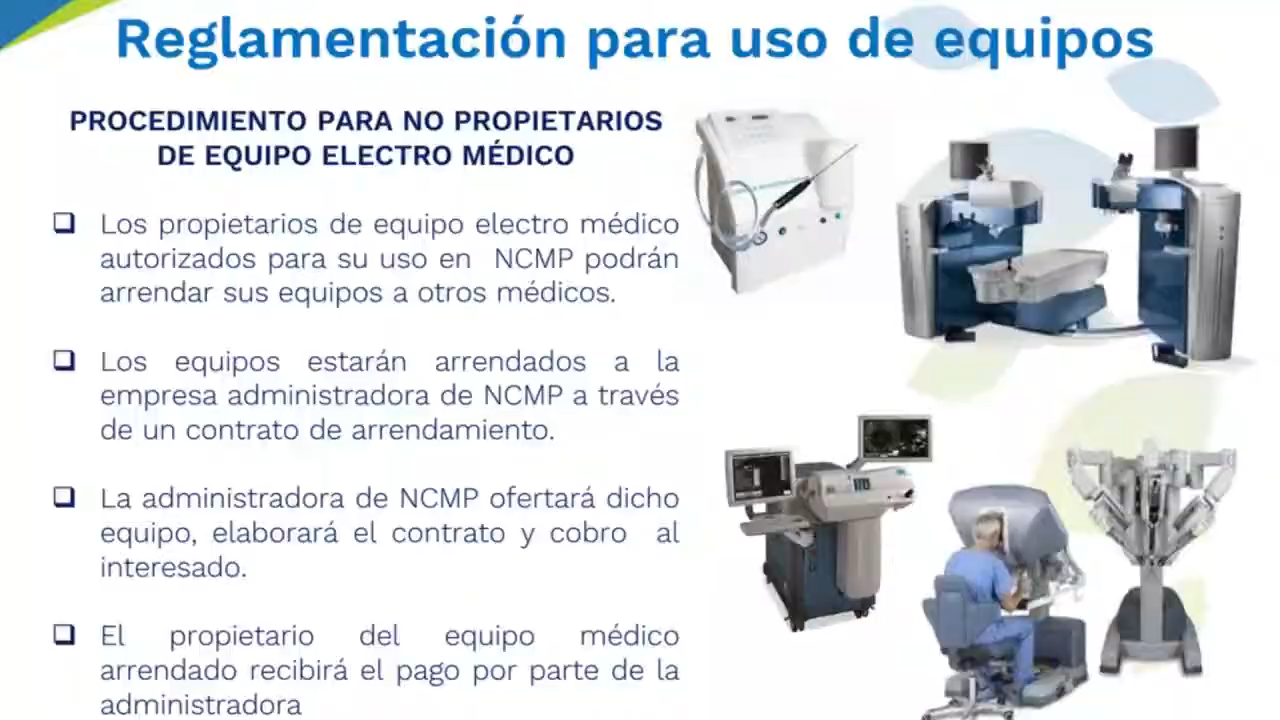 Reglamentación para uso de equipos
PROCEDIMIENTO PARA NO PROPIETARIOS
DE EQUIPO ELECTRO MÉDICO
Los propietarios de equipo electro médico
autorizados para su uso en NCMP podrán
arrendar sus equipos a otros médicos.
Los equipos estarán arrendados a la
empresa administradora de NCMP a través
de un contrato de arrendamiento.
La administradora de NCMP ofertará dicho
equipo, elaborará el contrato y cobro al
interesado.
El propietario del equipo médico
arrendado recibirá el pago por parte de la
administradora